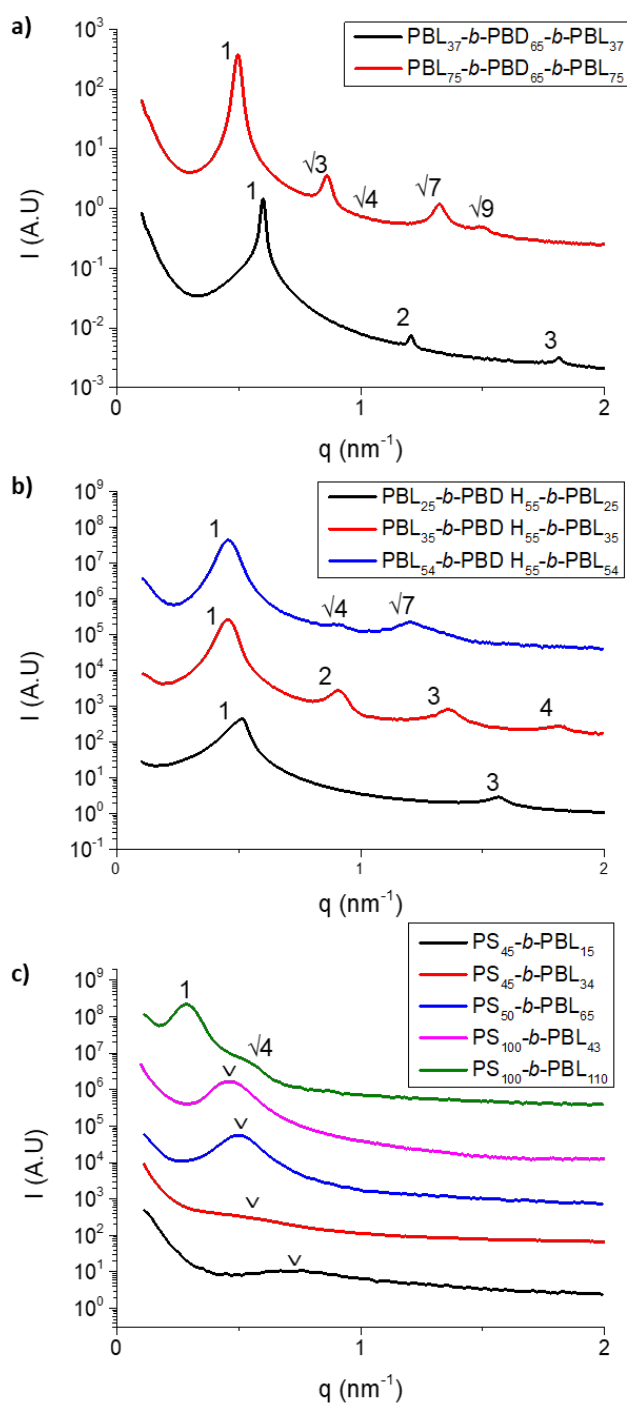 a)
PBL₃₇-b-PBD₆₅-b-PBL₃₇
PBL₇₅-b-PBD₆₅-b-PBL₇₅
10³
10²
10¹
10⁰
10⁻¹
10⁻²
10⁻³
I (A.U)
1
√3
√4
√7
√9
1
2
3
0
1
2
q (nm⁻¹)
b)
PBL₂₅-b-PBD H₅₅-b-PBL₂₅
PBL₃₅-b-PBD H₅₅-b-PBL₃₅
PBL₅₄-b-PBD H₅₅-b-PBL₅₄
10⁹
10⁸
10⁷
10⁶
10⁵
10⁴
10³
10²
10¹
10⁰
10⁻¹
I (A.U)
1
√4
√7
1
2
3
4
1
3
0
1
2
q (nm⁻¹)
c)
PS₄₅-b-PBL₁₅
PS₄₅-b-PBL₃₄
PS₅₀-b-PBL₆₅
PS₁₀₀-b-PBL₄₃
PS₁₀₀-b-PBL₁₁₀
10⁹
10⁸
10⁷
10⁶
10⁵
10⁴
10³
10²
10¹
10⁰
I (A.U)
1
√4
0
1
2
q (nm⁻¹)